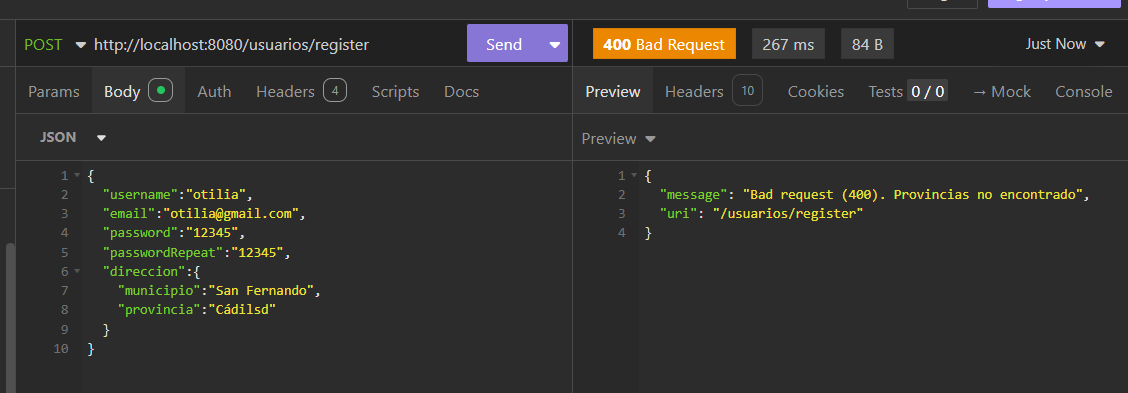 POST http://localhost:8080/usuarios/register Send
400 Bad Request 267 ms 84 B Just Now
Params Body Auth Headers 4 Scripts Docs
Preview Headers 10 Cookies Tests 0 / 0 → Mock Console
JSON
Preview
1 {
2 "username":"otilia",
3 "email":"otilia@gmail.com",
4 "password":"12345",
5 "passwordRepeat":"12345",
6 "direccion":{
7 "municipio":"San Fernando",
8 "provincia":"Cádilsd"
9 }
10 }
1 {
2 "message": "Bad request (400). Provincias no encontrado",
3 "uri": "/usuarios/register"
4 }